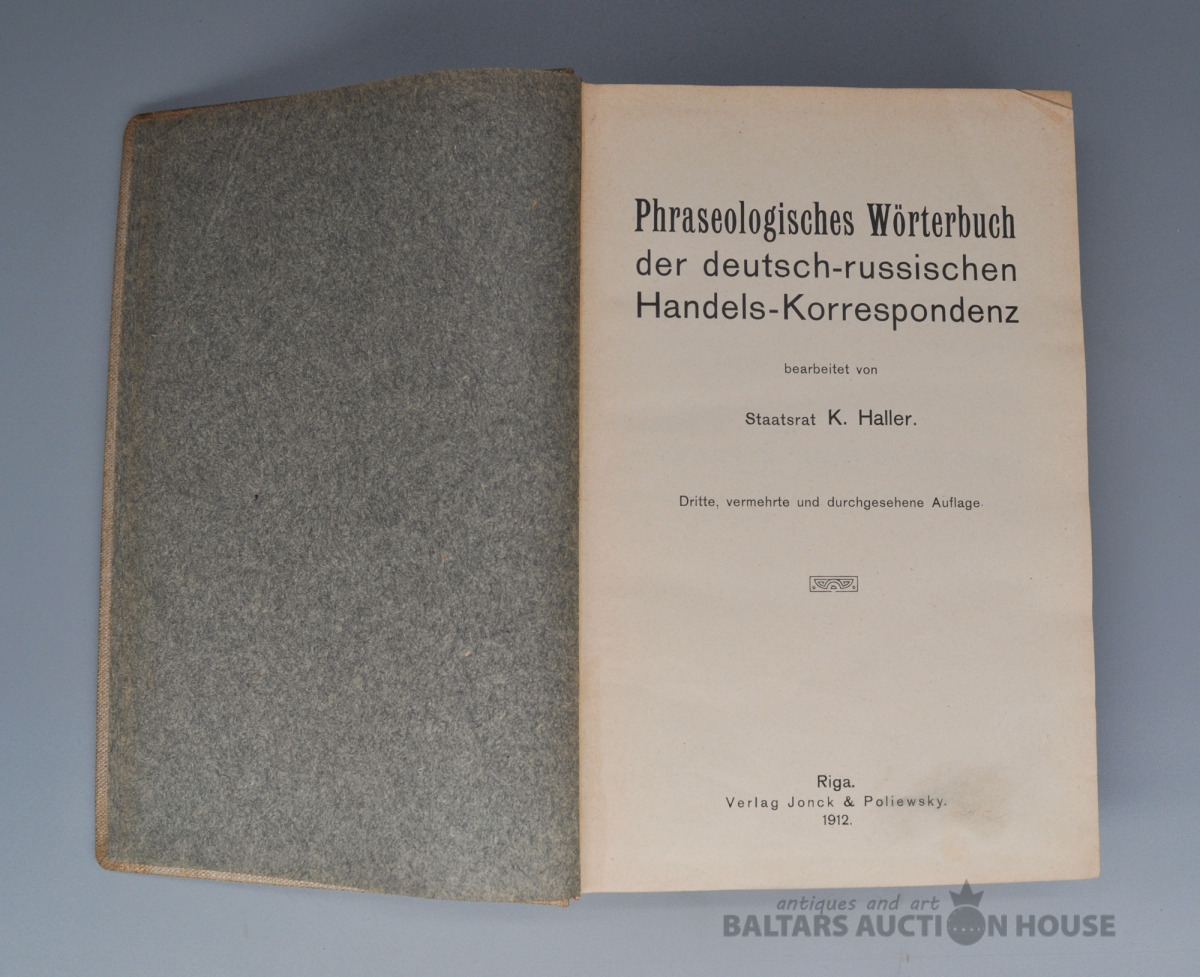 Phraseologisches Wörterbuch
der deutsch-russischen
Handels-Korrespondenz
bearbeitet von
Staatsrat K. Haller.
Dritte, vermehrte und durchgesehene Auflage.
Riga.
Verlag Jonck & Poliewsky.
1912.
antiques and art
BALTARS AUCTION HOUSE